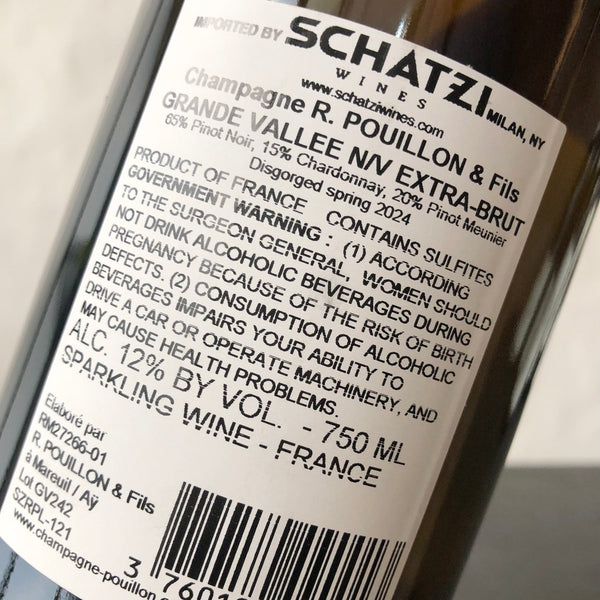 IMPORTED BY SCHATZI
WINES MILAN, NY
www.schatziwines.com
Champagne R. POUILLON & Fils
GRANDE VALLEE N/V EXTRA-BRUT
65% Pinot Noir, 15% Chardonnay, 20% Pinot Meunier
Disgorged spring 2024
PRODUCT OF FRANCE CONTAINS SULFITES
GOVERNMENT WARNING : (1) ACCORDING
TO THE SURGEON GENERAL, WOMEN SHOULD
NOT DRINK ALCOHOLIC BEVERAGES DURING
PREGNANCY BECAUSE OF THE RISK OF BIRTH
DEFECTS. (2) CONSUMPTION OF ALCOHOLIC
BEVERAGES IMPAIRS YOUR ABILITY TO
DRIVE A CAR OR OPERATE MACHINERY, AND
MAY CAUSE HEALTH PROBLEMS.
ALC. 12% BY VOL. - 750 ML
SPARKLING WINE - FRANCE
Elaboré par
RM27266-01
R. POUILLON & Fils
à Mareuil / Aÿ
Lot GV242
SZRPL-121
www.champagne-pouillon.
3 7601